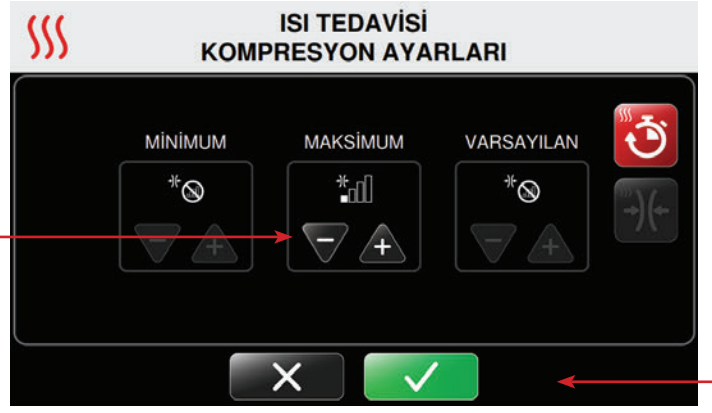 ISI TEDAVİSİ
KOMPRESYON AYARLARI
MİNİMUM MAKSİMUM VARSAYILAN